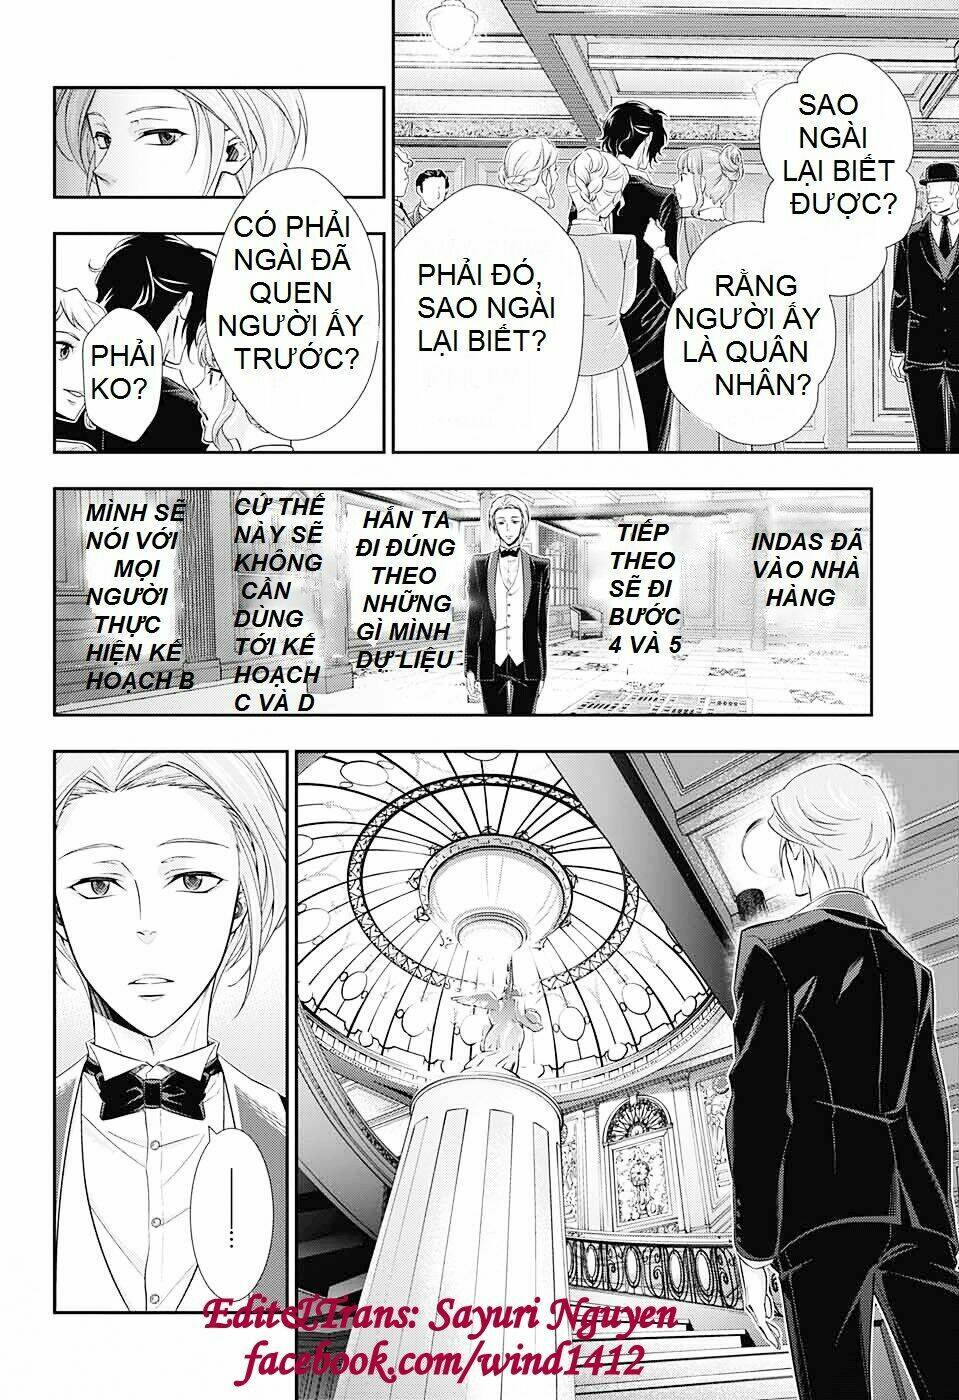 SAO
NGÀI
LẠI BIẾT
ĐƯỢC?
RẰNG
NGƯỜI ẤY
LÀ QUÂN
NHÂN?
PHẢI ĐÓ,
SAO NGÀI
LẠI BIẾT?
CÓ PHẢI
NGÀI ĐÃ
QUEN
NGƯỜI ẤY
TRƯỚC?
PHẢI
KO?
INDAS ĐÃ
VÀO NHÀ
HÀNG
TIẾP
THEO
SẼ ĐI
BƯỚC
4 VÀ 5
HẮN TA
ĐI ĐÚNG
THEO
NHỮNG
GÌ MÌNH
DỰ LIỆU
CỨ THẾ
NÀY SẼ
KHÔNG
CẦN
DÙNG
TỚI KẾ
HOẠCH
C VÀ D
MÌNH SẼ
NÓI VỚI
MỌI
NGƯỜI
THỰC
HIỆN KẾ
HOẠCH B
Edit&Trans: Sayuri Nguyen
facebook.com/wind1412